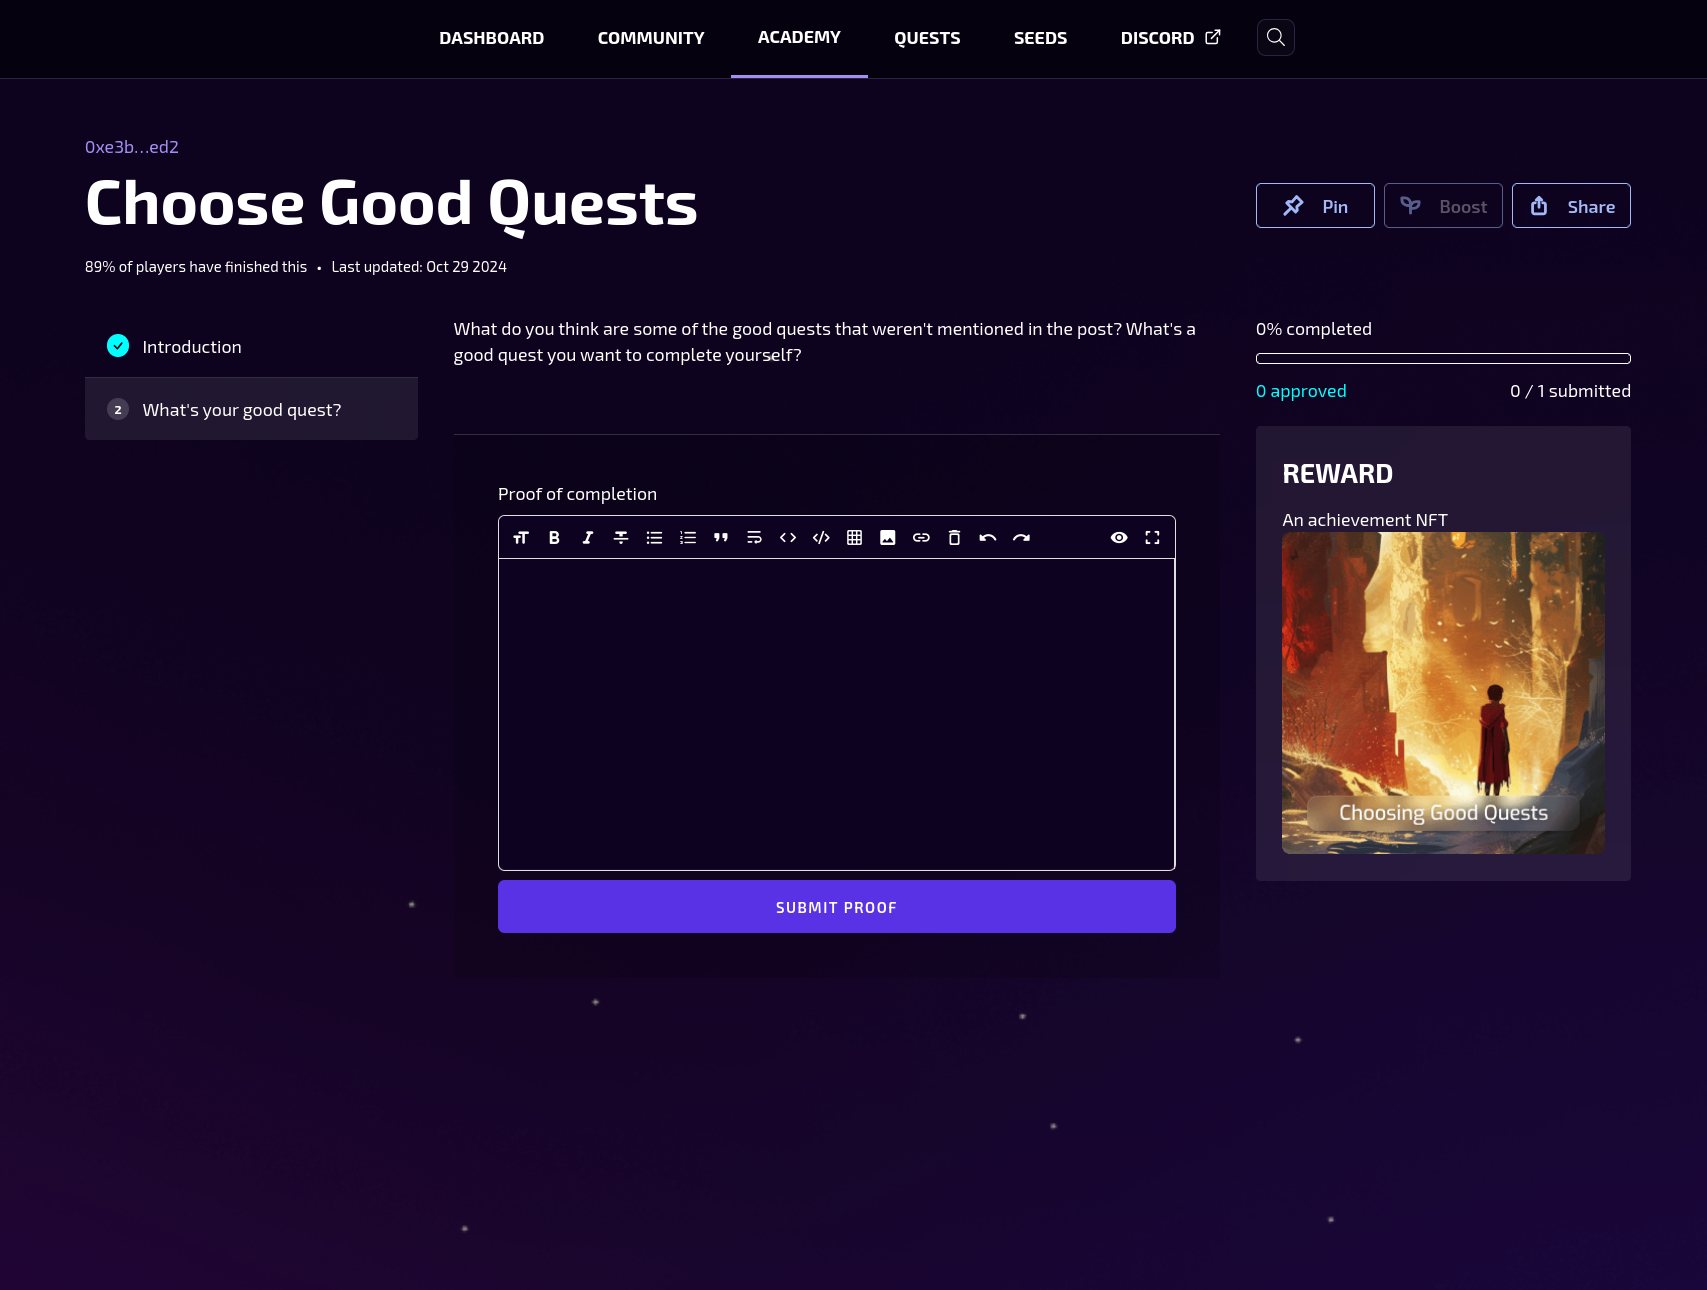 DASHBOARD COMMUNITY ACADEMY QUESTS SEEDS DISCORD
0xe3b...ed2
Choose Good Quests
Pin Boost Share
89% of players have finished this • Last updated: Oct 29 2024
Introduction
2 What's your good quest?
What do you think are some of the good quests that weren't mentioned in the post? What's a
good quest you want to complete yourself?
Proof of completion
SUBMIT PROOF
0% completed
0 approved 0 / 1 submitted
REWARD
An achievement NFT
Choosing Good Quests